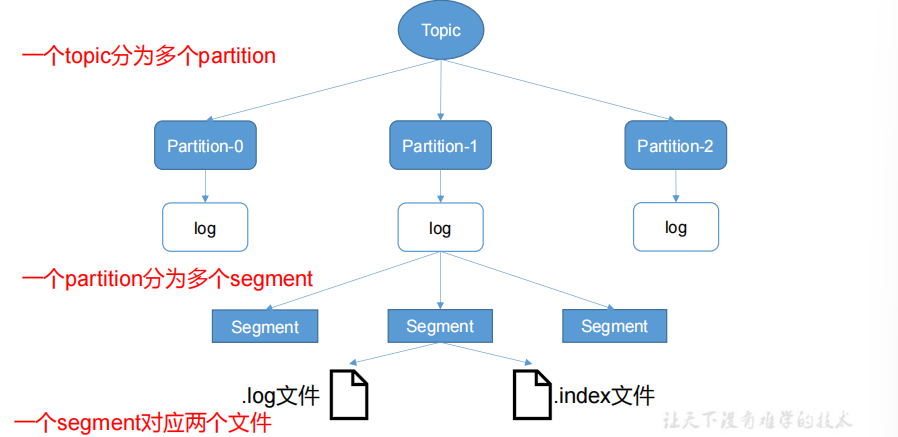 Topic
一个topic分为多个partition
Partition-0
Partition-1
Partition-2
log
log
log
一个partition分为多个segment
Segment
Segment
Segment
.log文件
.index文件
一个segment对应两个文件
让天下没有难学的技术